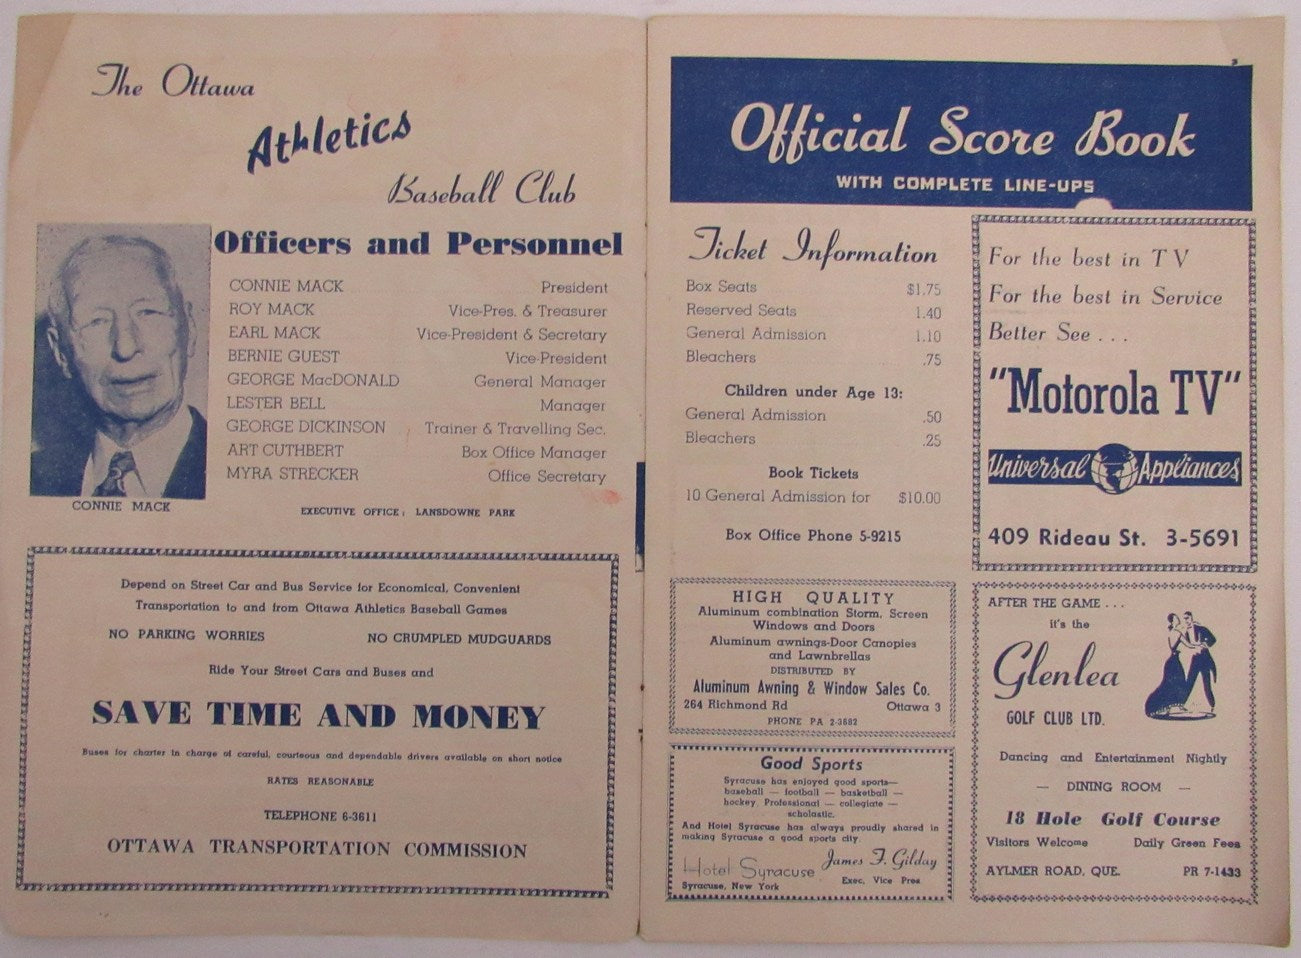 The Ottawa
Athletics
Baseball Club
Officers and Personnel
CONNIE MACK President
ROY MACK Vice-Pres. & Treasurer
EARL MACK Vice-President & Secretary
BERNIE GUEST Vice-President
GEORGE MacDONALD General Manager
LESTER BELL Manager
GEORGE DICKINSON Trainer & Travelling Sec.
ART CUTHBERT Box Office Manager
MYRA STRECKER Office Secretary
CONNIE MACK
EXECUTIVE OFFICE; LANSDOWNE PARK
Depend on Street Car and Bus Service for Economical, Convenient
Transportation to and from Ottawa Athletics Baseball Games
NO PARKING WORRIES NO CRUMPLED MUDGUARDS
Ride Your Street Cars and Buses and
SAVE TIME AND MONEY
Buses for charter in charge of careful, courteous and dependable drivers available on short notice
RATES REASONABLE
TELEPHONE 6-3611
OTTAWA TRANSPORTATION COMMISSION
Official Score Book
WITH COMPLETE LINE-UPS
Ticket Information
Box Seats $1.75
Reserved Seats 1.40
General Admission 1.10
Bleachers .75
Children under Age 13:
General Admission .50
Bleachers .25
Book Tickets
10 General Admission for $10.00
Box Office Phone 5-9215
For the best in TV
For the best in Service
Better See . . .
"Motorola TV"
Universal Appliances
409 Rideau St. 3-5691
HIGH QUALITY
Aluminum combination Storm, Screen
Windows and Doors
Aluminum awnings-Door Canopies
and Lawnbrellas
DISTRIBUTED BY
Aluminum Awning & Window Sales Co.
264 Richmond Rd Ottawa 3
PHONE PA 2-3682
Good Sports
Syracuse has enjoyed good sports—
baseball — football — basketball —
hockey Professional — collegiate —
scholastic.
And Hotel Syracuse has always proudly shared in
making Syracuse a good sports city.
Hotel Syracuse James F. Gilday
Syracuse, New York Exec. Vice Pres
AFTER THE GAME . . .
it's the
Glenlea
GOLF CLUB LTD.
Dancing and Entertainment Nightly
— DINING ROOM —
18 Hole Golf Course
Visitors Welcome Daily Green Fees
AYLMER ROAD, QUE. PR 7-1433